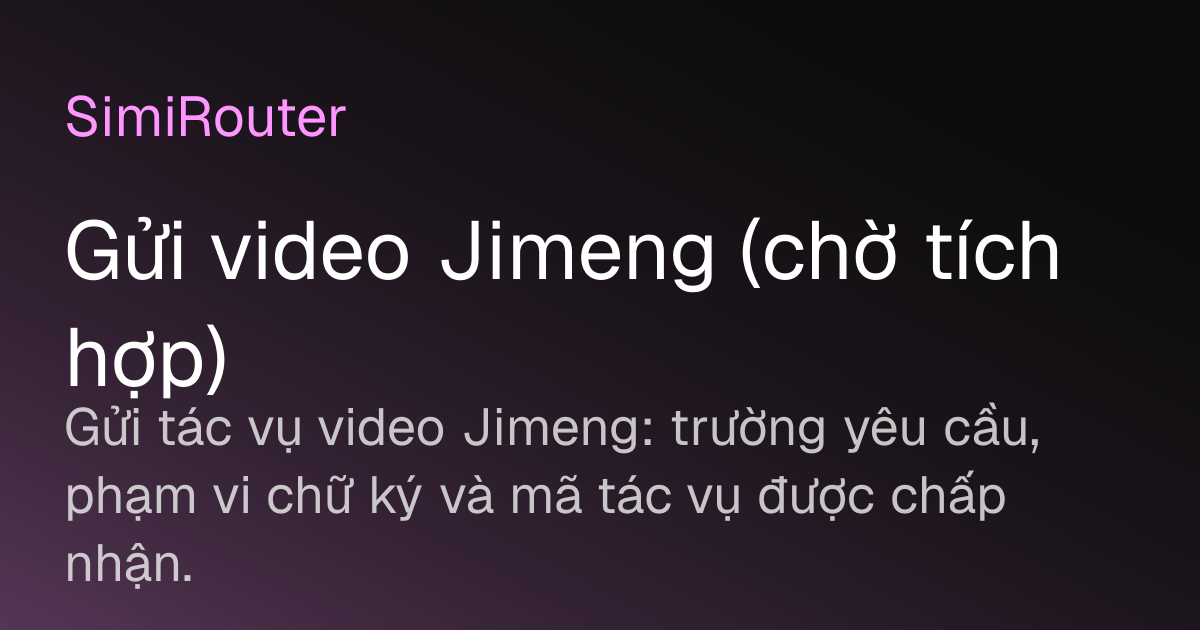 SimiRouter
Gửi video Jimeng (chờ tích
hợp)
Gửi tác vụ video Jimeng: trường yêu cầu,
phạm vi chữ ký và mã tác vụ được chấp
nhận.